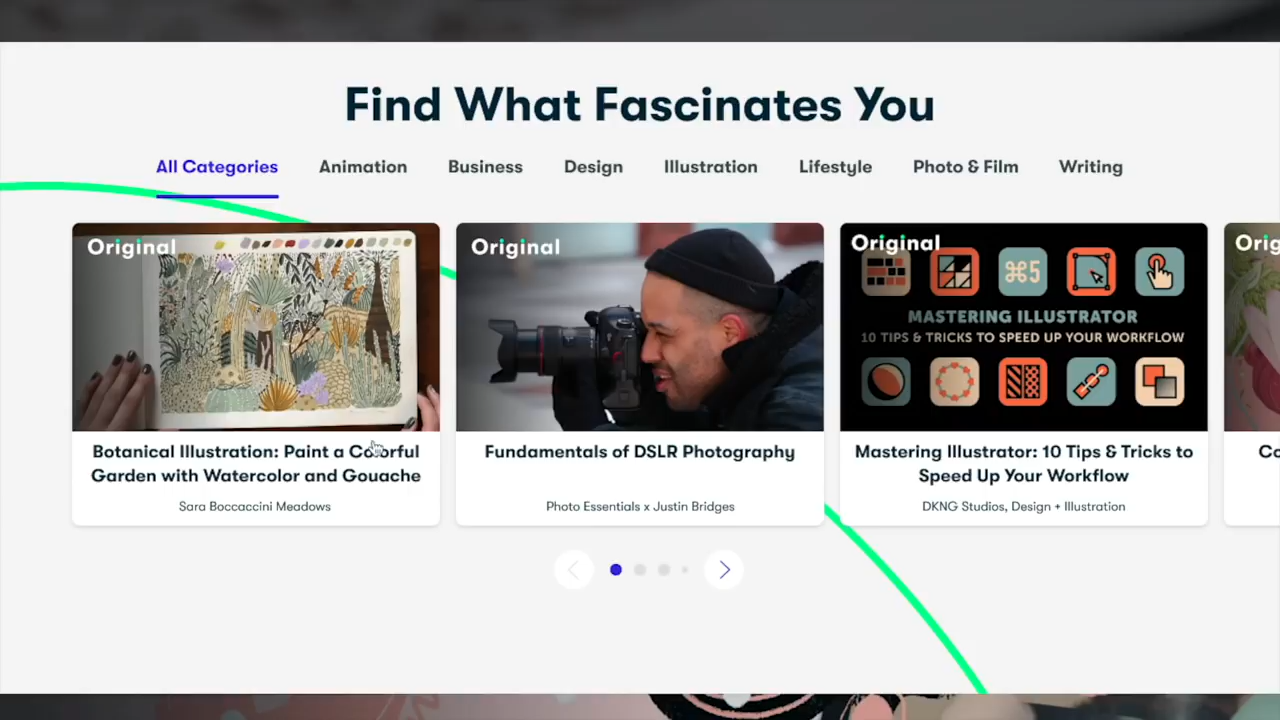 Find What Fascinates You
All Categories Animation Business Design Illustration Lifestyle Photo & Film Writing
Original Original Original Orig
⌘5
MASTERING ILLUSTRATOR
10 TIPS & TRICKS TO SPEED UP YOUR WORKFLOW
Botanical Illustration: Paint a Colorful
Garden with Watercolor and Gouache
Sara Boccaccini Meadows
Fundamentals of DSLR Photography
Photo Essentials x Justin Bridges
Mastering Illustrator: 10 Tips & Tricks to
Speed Up Your Workflow
DKNG Studios, Design + Illustration
Co